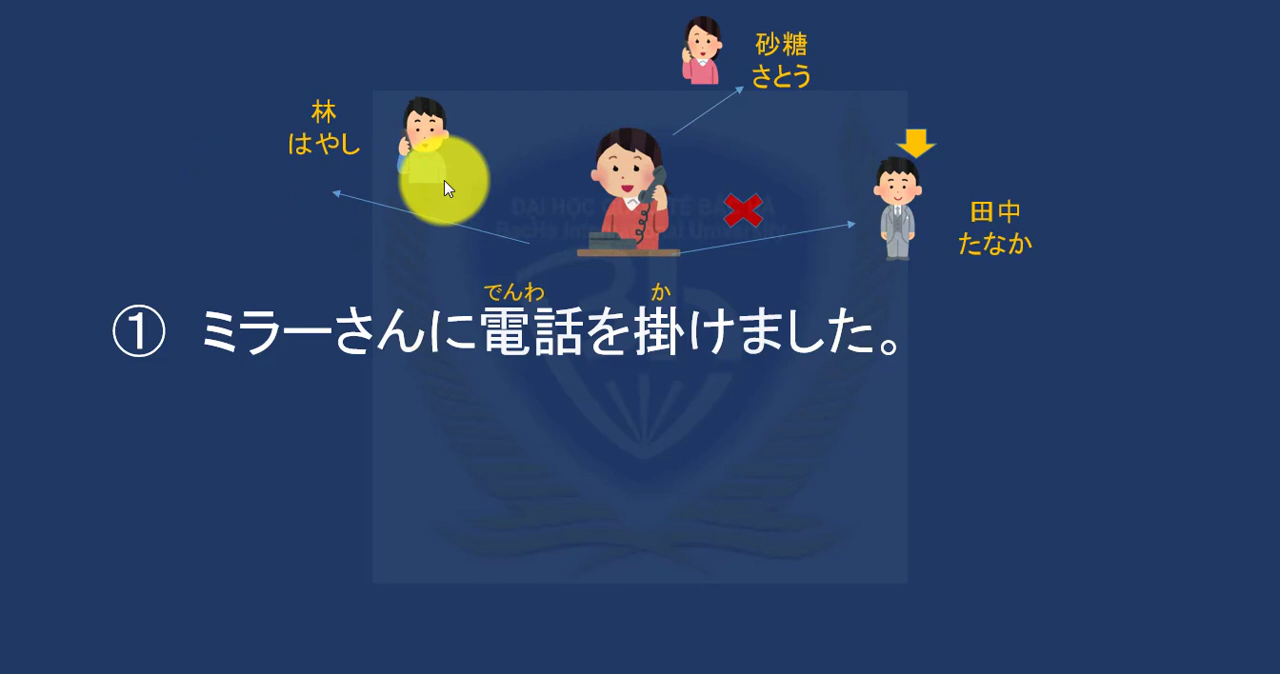 砂糖
さとう
林
はやし
田中
たなか
でんわ か
① ミラーさんに電話を掛けました。